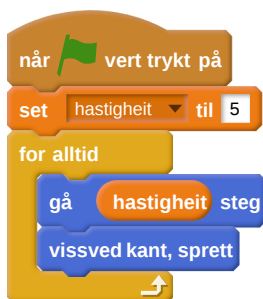 når vert trykt på
set hastigheit til 5
for alltid
gå hastigheit steg
vissved kant, sprett